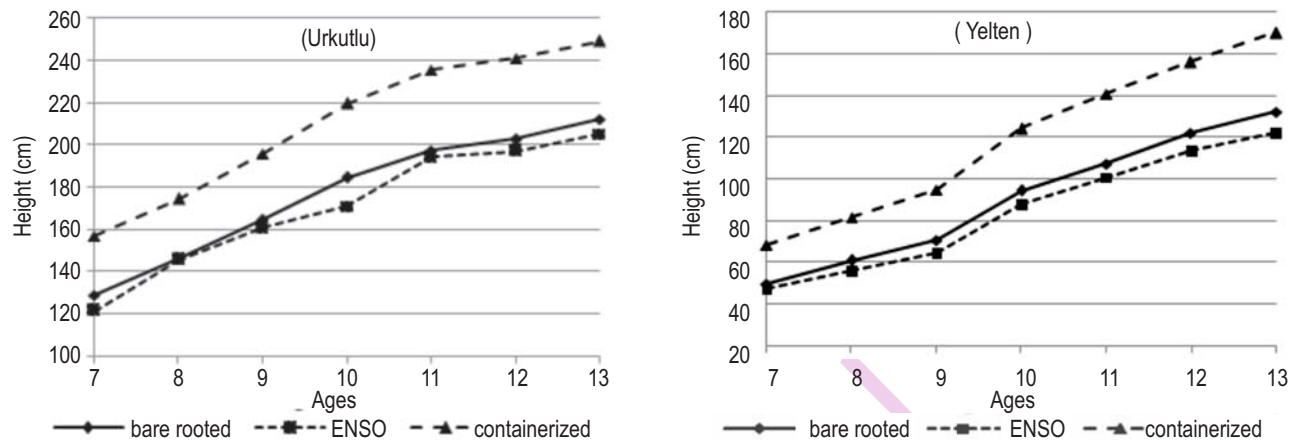 (Urkutlu)
Height (cm)
260
240
220
200
180
160
140
120
100
7 8 9 10 11 12 13
Ages
bare rooted ENSO containerized
( Yelten )
Height (cm)
180
160
140
120
100
80
60
40
20
7 8 9 10 11 12 13
Ages
bare rooted ENSO containerized